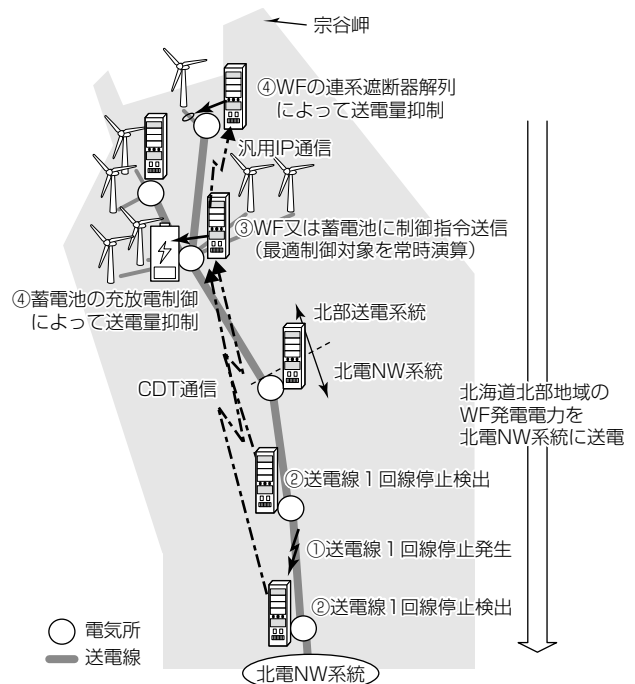 宗谷岬
④WFの連系遮断器解列
によって送電量抑制
汎用IP通信
③WF又は蓄電池に制御指令送信
（最適制御対象を常時演算）
④蓄電池の充放電制御
によって送電量抑制
北部送電系統
北電NW系統
CDT通信
北海道北部地域の
WF発電電力を
北電NW系統に送電
②送電線1回線停止検出
①送電線1回線停止発生
②送電線1回線停止検出
電気所
送電線
北電NW系統